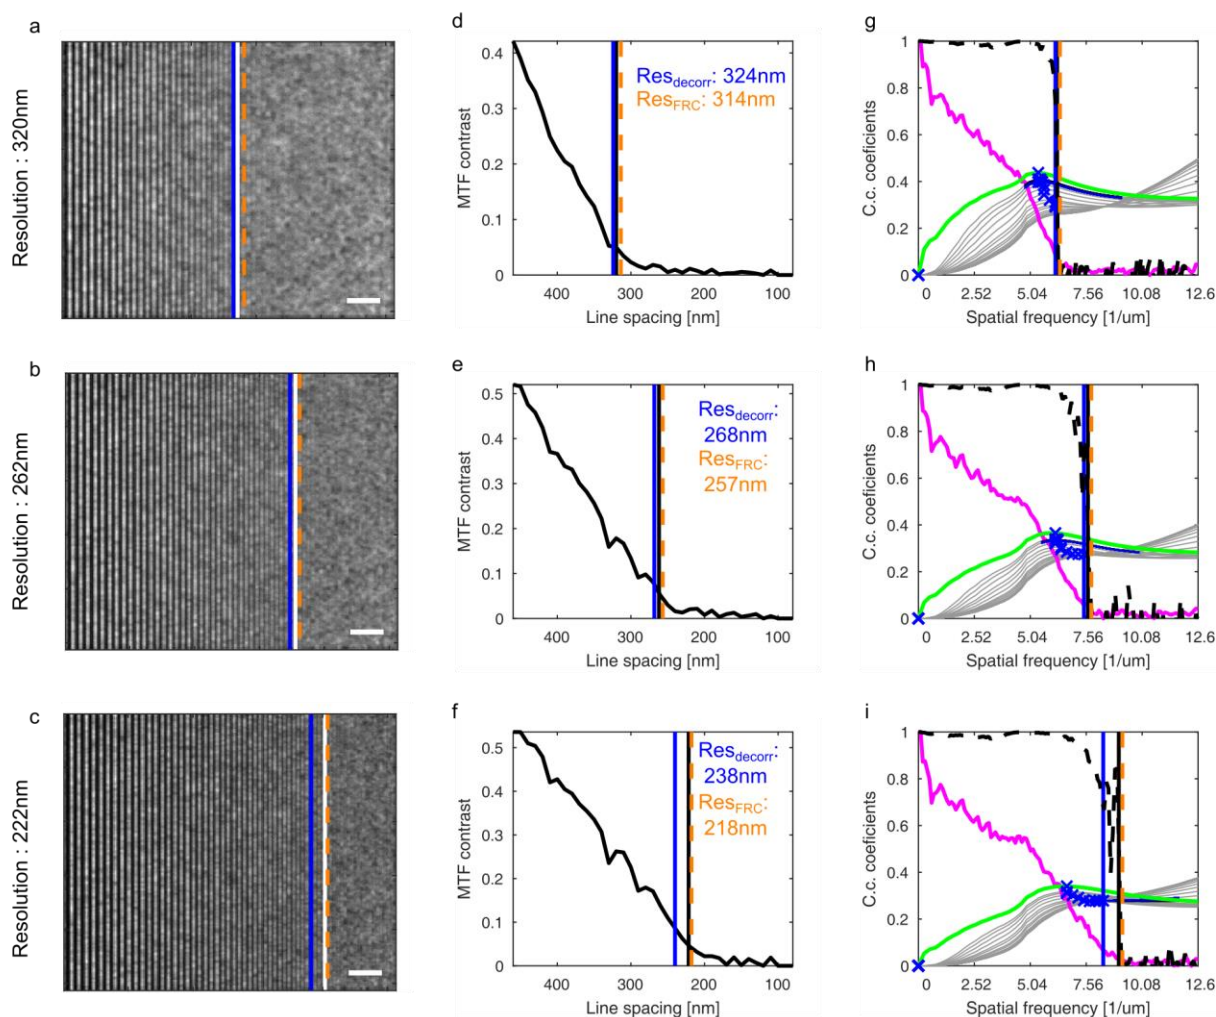 a
Resolution : 320nm
d
0.4
0.3
0.2
0.1
0
MTF contrast
Res_decorr: 324nm
Res_FRC: 314nm
400 300 200 100
Line spacing [nm]
g
1
0.8
0.6
0.4
0.2
0
C.c. coeficients
0 2.52 5.04 7.56 10.08 12.6
Spatial frequency [1/um]
b
Resolution : 262nm
e
0.5
0.4
0.3
0.2
0.1
0
MTF contrast
Res_decorr:
268nm
Res_FRC:
257nm
400 300 200 100
Line spacing [nm]
h
1
0.8
0.6
0.4
0.2
0
C.c. coeficients
0 2.52 5.04 7.56 10.08 12.6
Spatial frequency [1/um]
c
Resolution : 222nm
f
0.5
0.4
0.3
0.2
0.1
0
MTF contrast
Res_decorr:
238nm
Res_FRC:
218nm
400 300 200 100
Line spacing [nm]
i
1
0.8
0.6
0.4
0.2
0
C.c. coeficients
0 2.52 5.04 7.56 10.08 12.6
Spatial frequency [1/um]